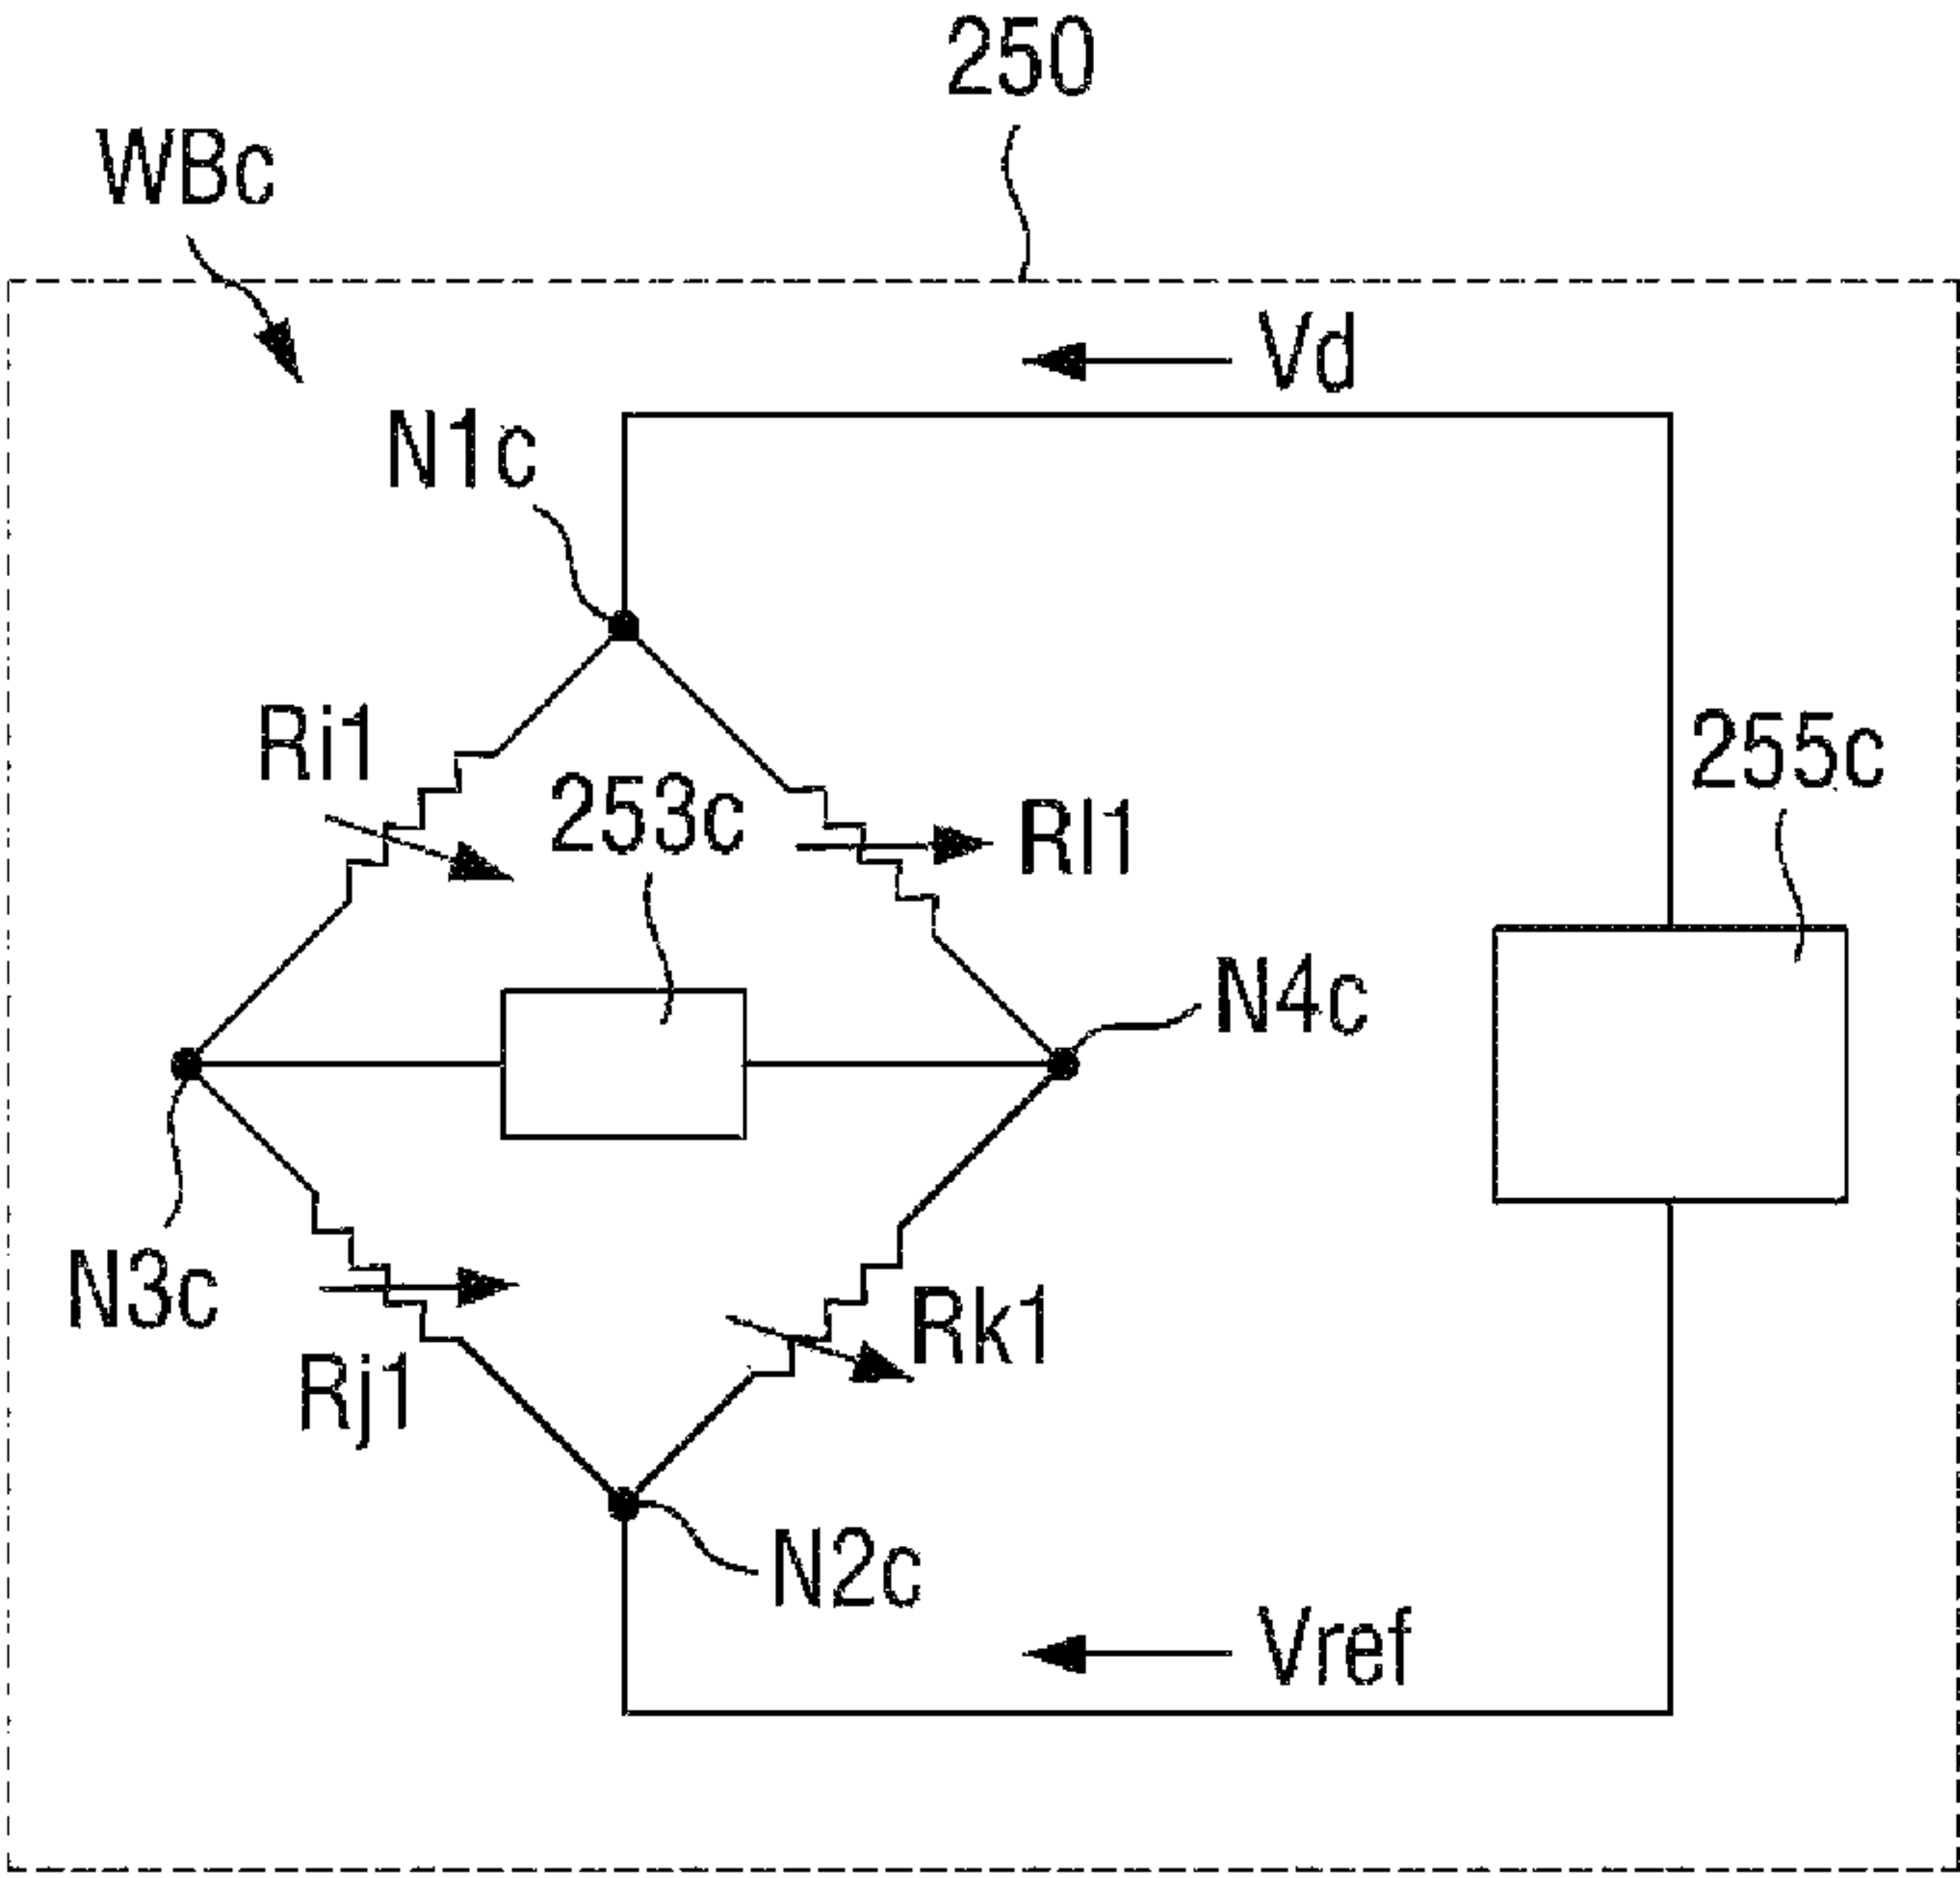 250
WBc
Vd
N1c
Ri1
253c
Rl1
255c
N4c
N3c
Rj1
Rk1
N2c
Vref